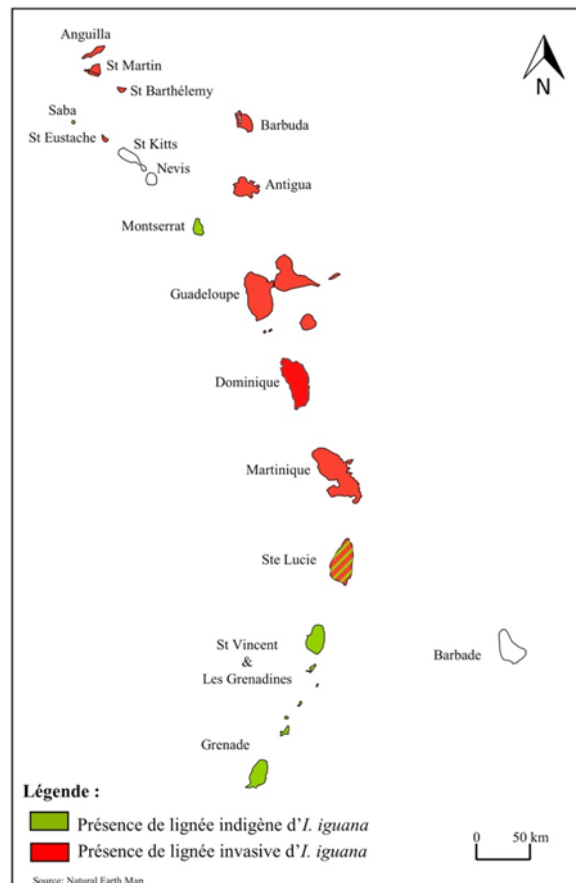 Anguilla
St Martin
St Barthélemy
Saba
St Eustache
St Kitts
Nevis
Barbuda
Antigua
Montserrat
Guadeloupe
Dominique
Martinique
Ste Lucie
St Vincent
&
Les Grenadines
Barbade
Grenade
N
Légende :
Présence de lignée indigène d'I. iguana
Présence de lignée invasive d'I. iguana
0 50 km
Source: Natural Earth Map